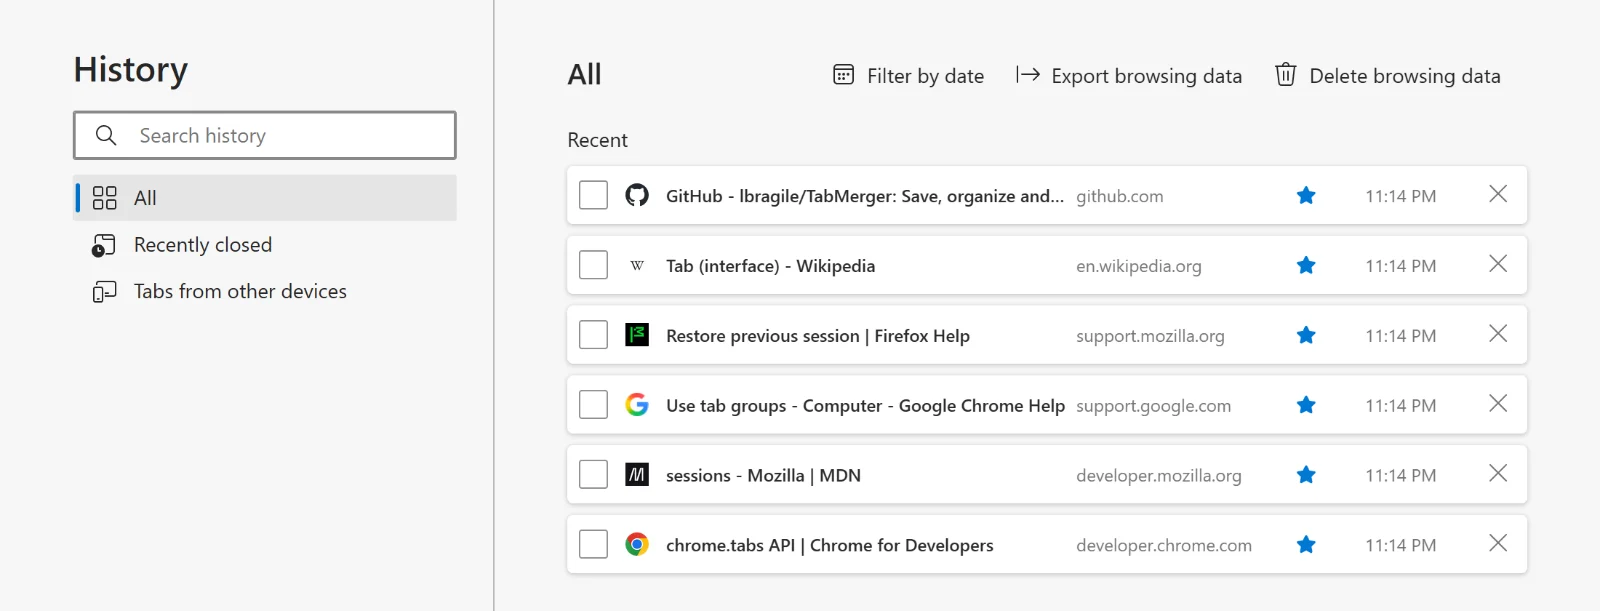 History
Search history
All
Recently closed
Tabs from other devices
All
Filter by date
Export browsing data
Delete browsing data
Recent
GitHub - lbragile/TabMerger: Save, organize and... github.com 11:14 PM
W Tab (interface) - Wikipedia en.wikipedia.org 11:14 PM
Restore previous session | Firefox Help support.mozilla.org 11:14 PM
Use tab groups - Computer - Google Chrome Help support.google.com 11:14 PM
sessions - Mozilla | MDN developer.mozilla.org 11:14 PM
chrome.tabs API | Chrome for Developers developer.chrome.com 11:14 PM